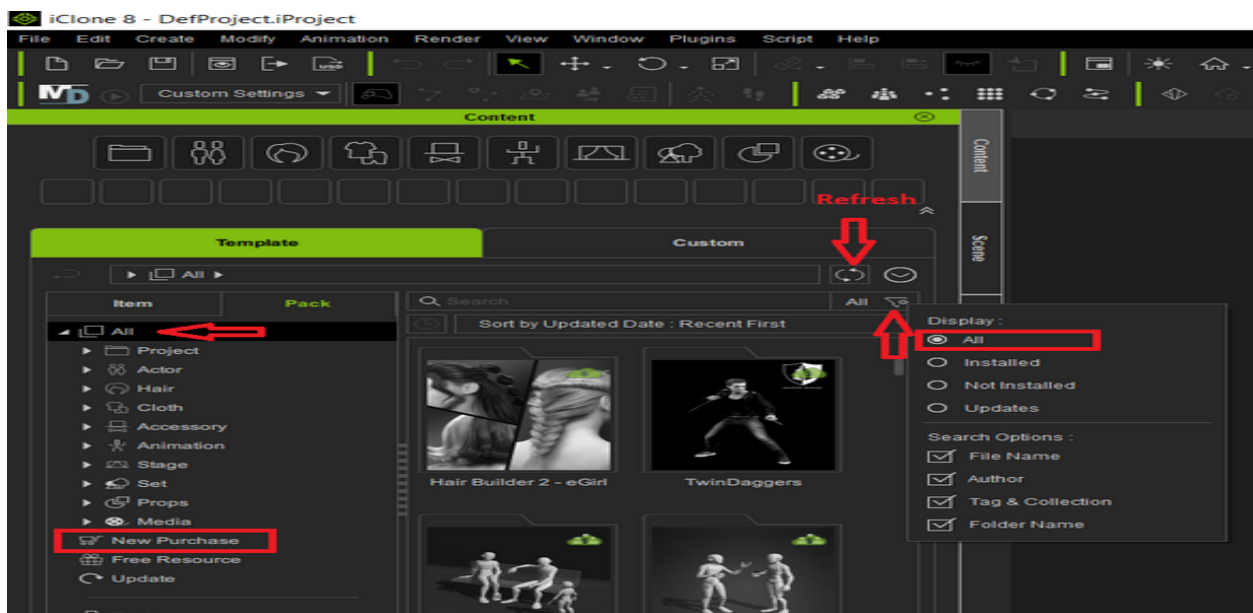 iClone 8 - DefProject.iProject
File Edit Create Modify Animation Render View Window Plugins Script Help
USD
MD Custom Settings
Content
Content
Refresh
Template Custom
Scene
All
Item Pack Search All
All Sort by Updated Date : Recent First
Project
Actor
Hair
Cloth
Accessory
Animation
Stage
Set
Props
Media
New Purchase
Free Resource
Update
Hair Builder 2 - eGirl TwinDaggers
Display :
All
Installed
Not Installed
Updates
Search Options :
File Name
Author
Tag & Collection
Folder Name